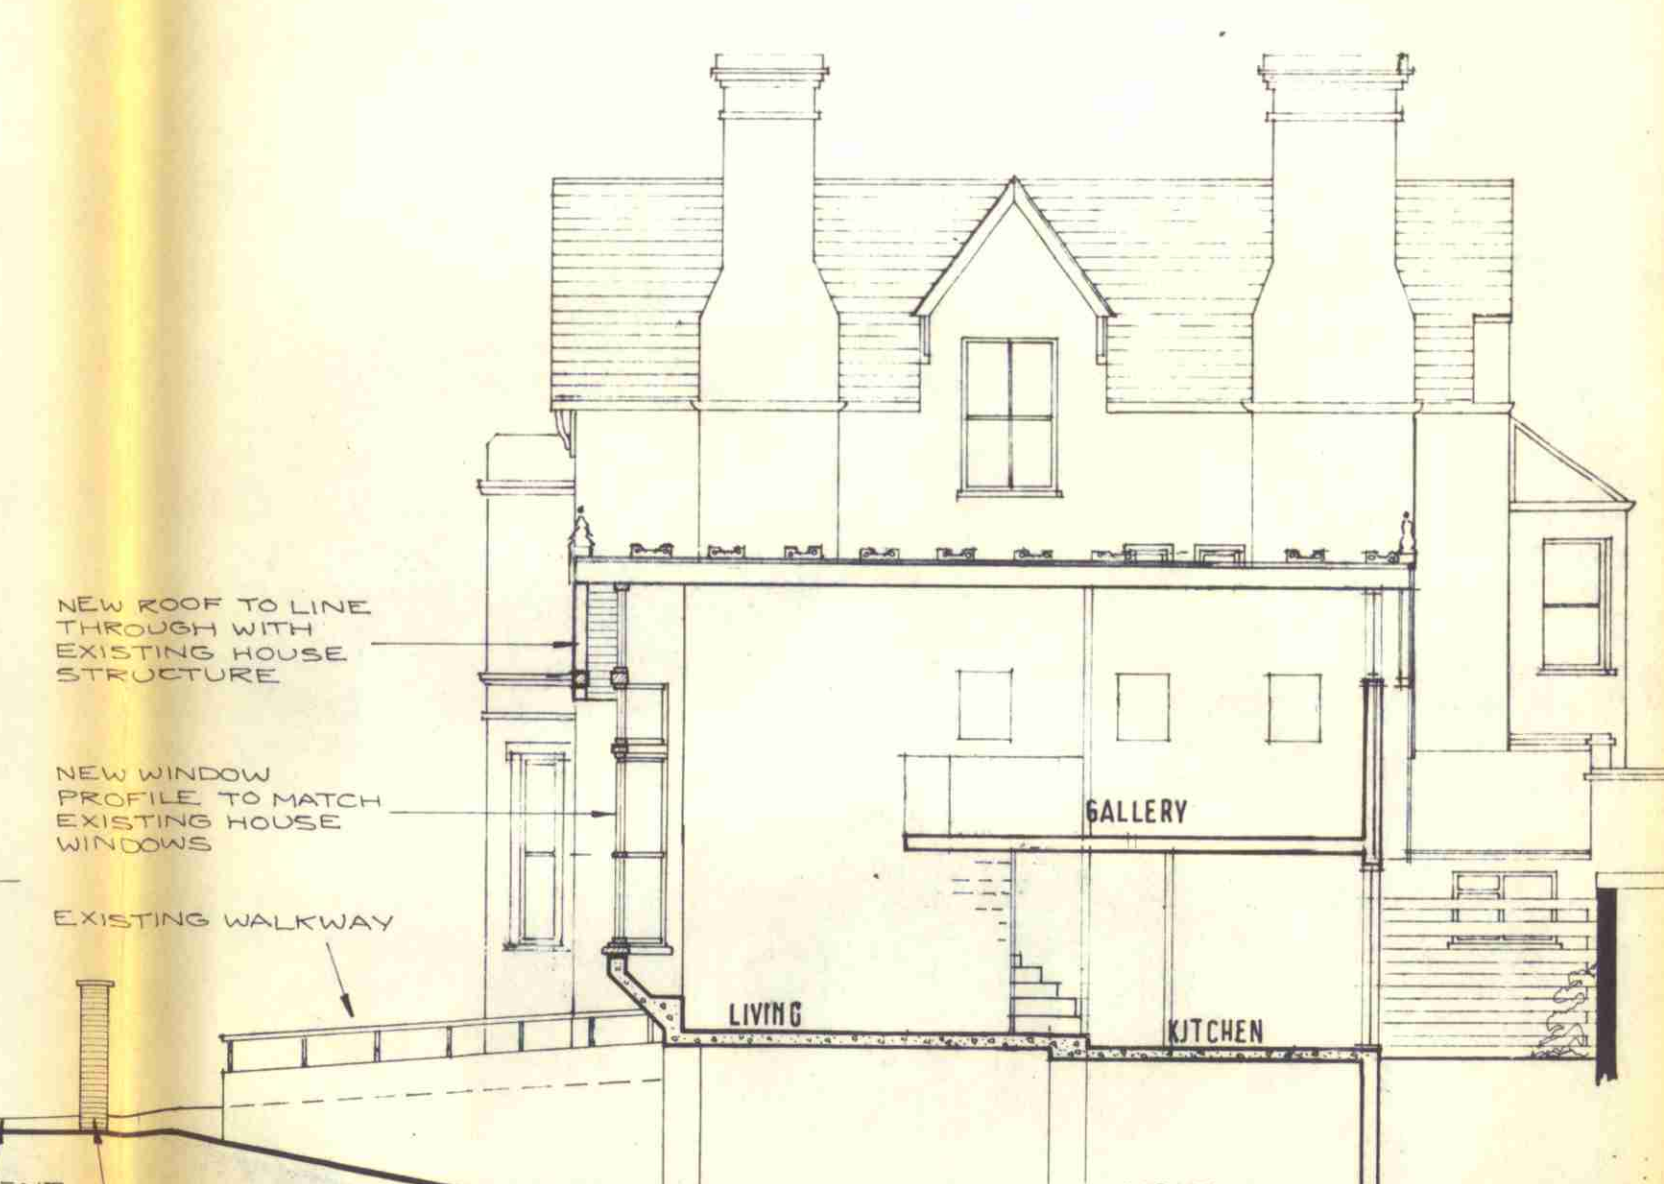 NEW ROOF TO LINE
THROUGH WITH
EXISTING HOUSE
STRUCTURE
NEW WINDOW
PROFILE TO MATCH
EXISTING HOUSE
WINDOWS
EXISTING WALKWAY
GALLERY
LIVING
KITCHEN